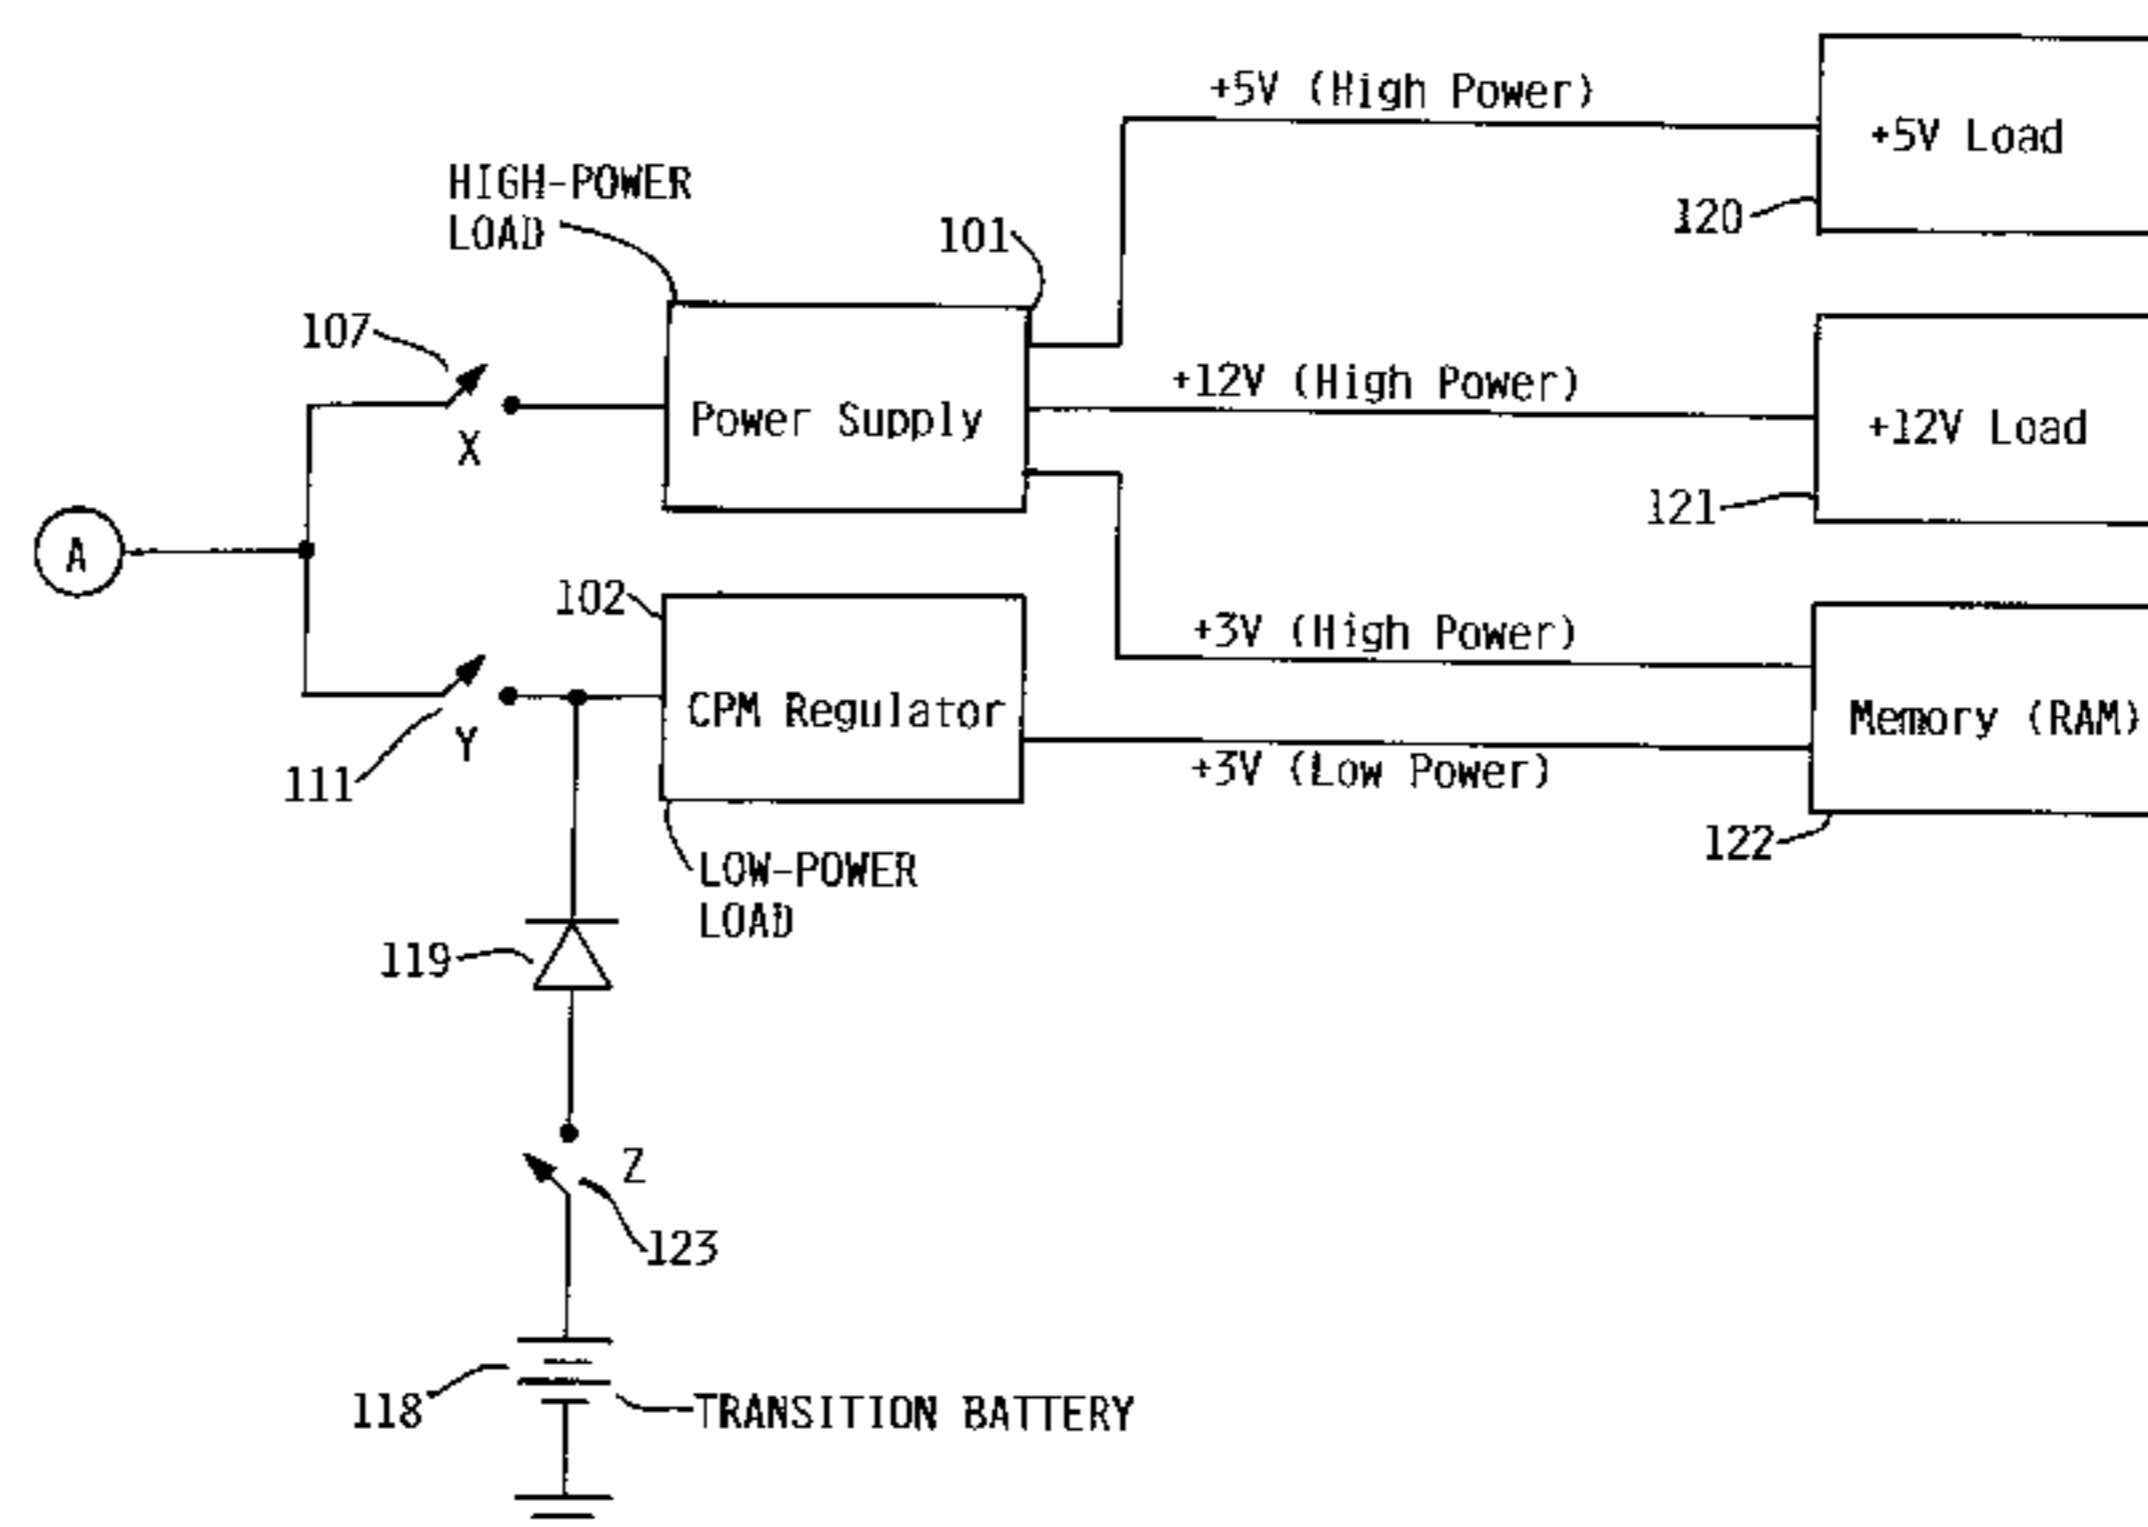 +5V (High Power)
+5V Load
120
HIGH-POWER
LOAD
101
107
+12V (High Power)
+12V Load
Power Supply
X
121
A
102
+3V (High Power)
CPM Regulator
Memory (RAM)
Y
111
+3V (Low Power)
122
LOW-POWER
LOAD
119
Z
123
118
TRANSITION BATTERY